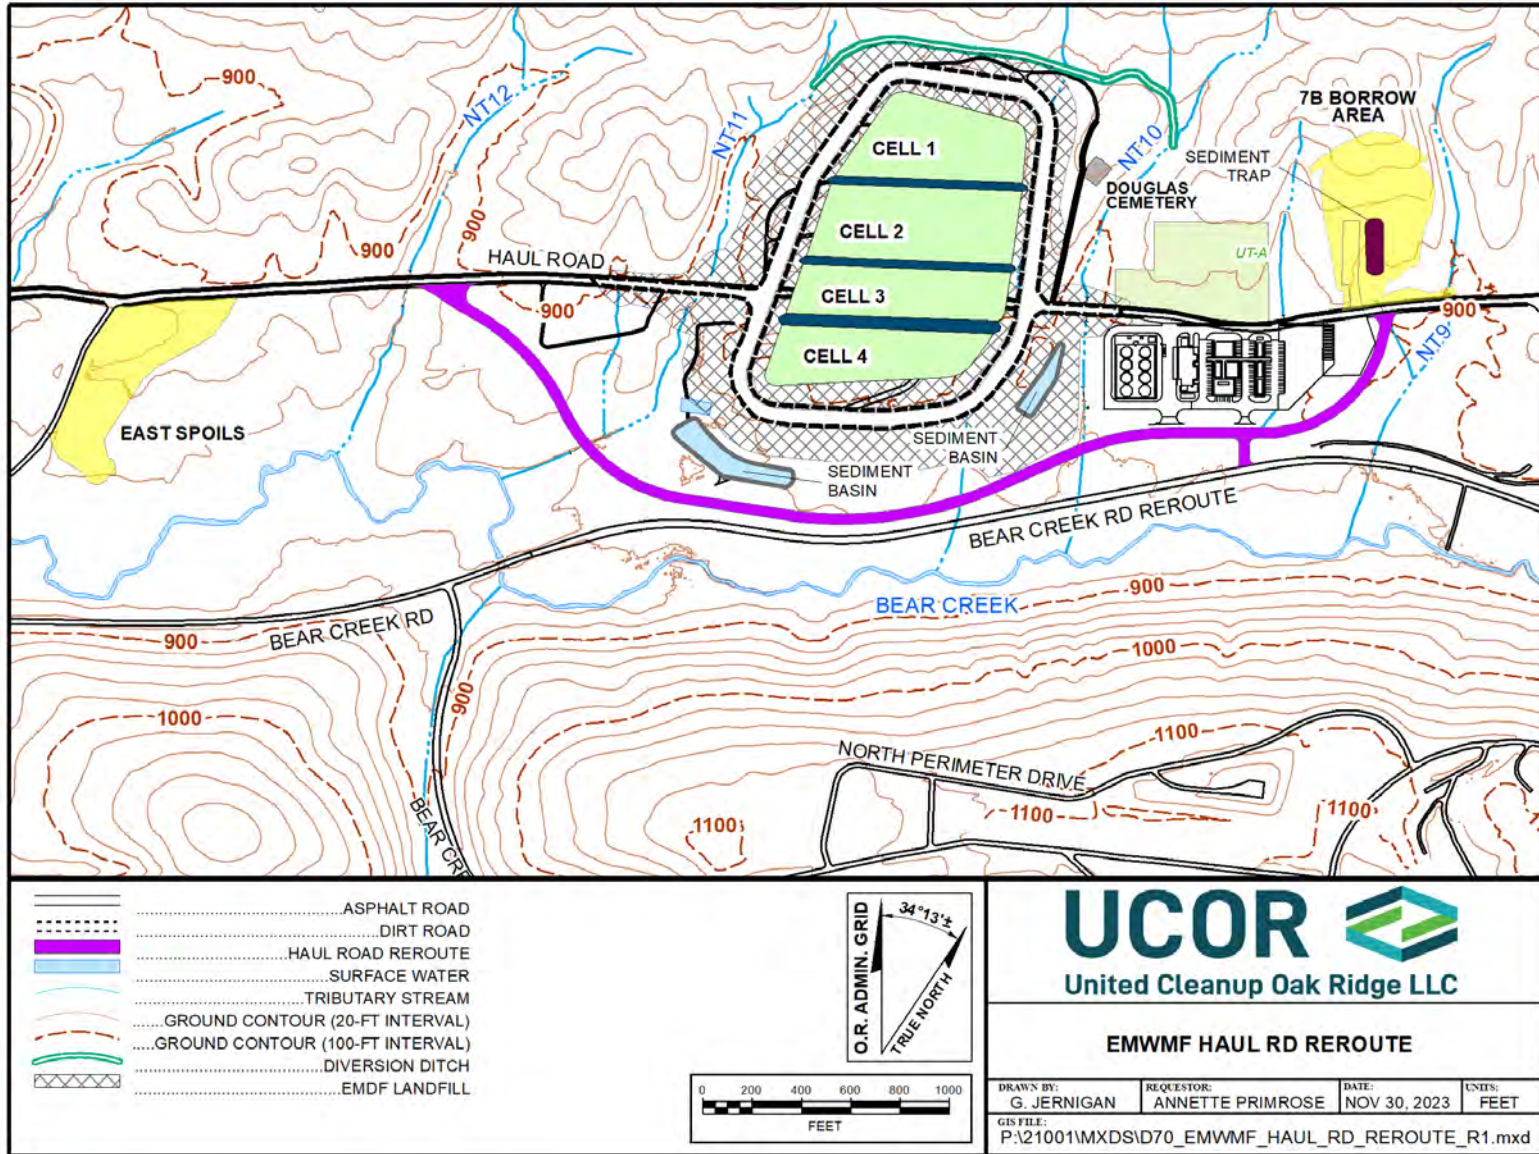 900
NT12
NT11
NT10
7B BORROW
AREA
SEDIMENT
TRAP
CELL 1
DOUGLAS
CEMETERY
900
900
900
CELL 2
UT-A
HAUL ROAD
CELL 3
900
900
NT9
CELL 4
EAST SPOILS
SEDIMENT
BASIN
SEDIMENT
BASIN
BEAR CREEK RD REROUTE
900
BEAR CREEK
BEAR CREEK RD
900
1000
900
1000
1100
NORTH PERIMETER DRIVE
1100
1100
1100
BEAR CRE
ASPHALT ROAD
DIRT ROAD
HAUL ROAD REROUTE
SURFACE WATER
TRIBUTARY STREAM
GROUND CONTOUR (20-FT INTERVAL)
GROUND CONTOUR (100-FT INTERVAL)
DIVERSION DITCH
EMDF LANDFILL
O.R. ADMIN. GRID
34°13'±
TRUE NORTH
0 200 400 600 800 1000
FEET
UCOR
United Cleanup Oak Ridge LLC
EMWMF HAUL RD REROUTE
DRAWN BY:
G. JERNIGAN
REQUESTOR:
ANNETTE PRIMROSE
DATE:
NOV 30, 2023
UNITS:
FEET
GIS FILE:
P:\21001\MXDS\D70_EMWMF_HAUL_RD_REROUTE_R1.mxd